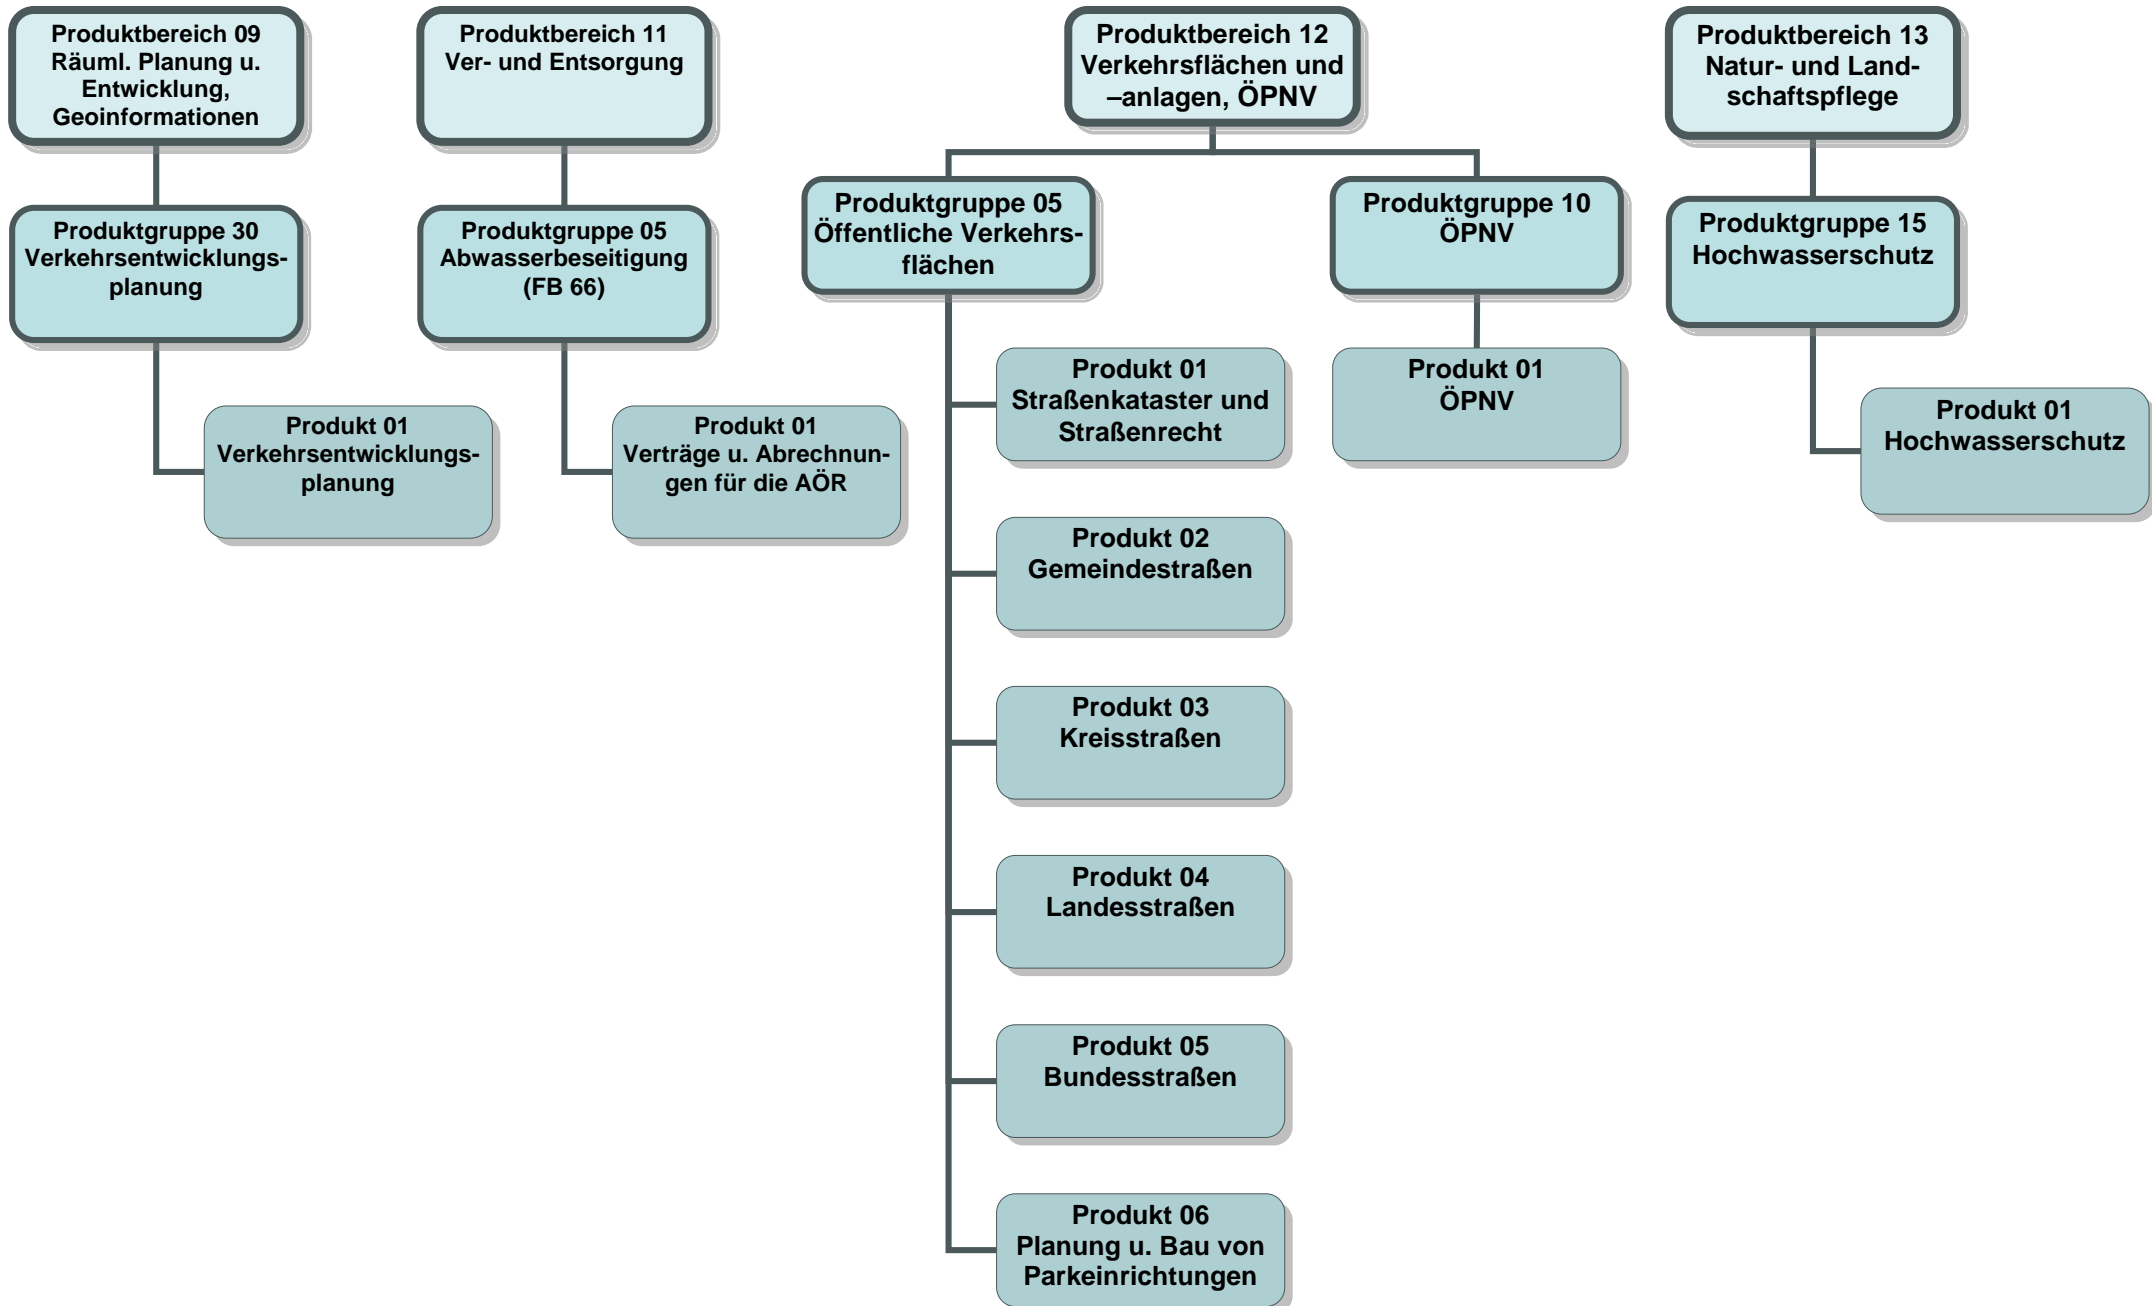 Produktbereich 09
Räuml. Planung u.
Entwicklung,
Geoinformationen
Produktgruppe 30
Verkehrsentwicklungs-
planung
Produkt 01
Verkehrsentwicklungs-
planung
Produktbereich 11
Ver- und Entsorgung
Produktgruppe 05
Abwasserbeseitigung
(FB 66)
Produkt 01
Verträge u. Abrechnun-
gen für die AÖR
Produktbereich 12
Verkehrsflächen und
–anlagen, ÖPNV
Produktgruppe 05
Öffentliche Verkehrs-
flächen
Produkt 01
Straßenkataster und
Straßenrecht
Produkt 02
Gemeindestraßen
Produkt 03
Kreisstraßen
Produkt 04
Landesstraßen
Produkt 05
Bundesstraßen
Produkt 06
Planung u. Bau von
Parkeinrichtungen
Produktgruppe 10
ÖPNV
Produkt 01
ÖPNV
Produktbereich 13
Natur- und Land-
schaftspflege
Produktgruppe 15
Hochwasserschutz
Produkt 01
Hochwasserschutz